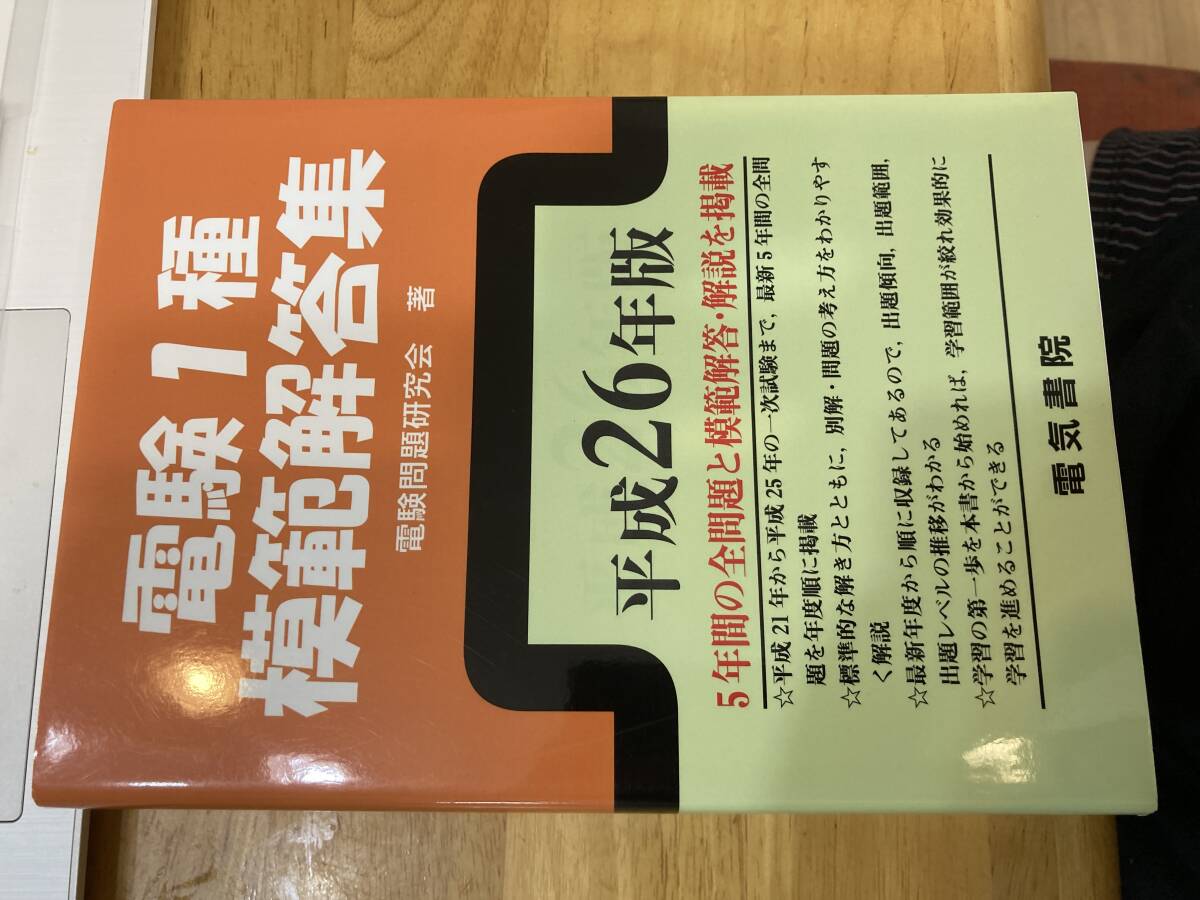 電験1種
模範解答集
電験問題研究会 著
平成26年版
5年間の全問題と模範解答・解説を掲載
☆平成21年から平成25年の一次試験まで，最新5年間の全問
題を年度順に掲載
☆標準的な解き方とともに，別解・問題の考え方をわかりやす
く解説
☆最新年度から順に収録してあるので，出題傾向，出題範囲，
出題レベルの推移がわかる
☆学習の第一歩を本書から始めれば，学習範囲が絞れ効果的に
学習を進めることができる
電気書院